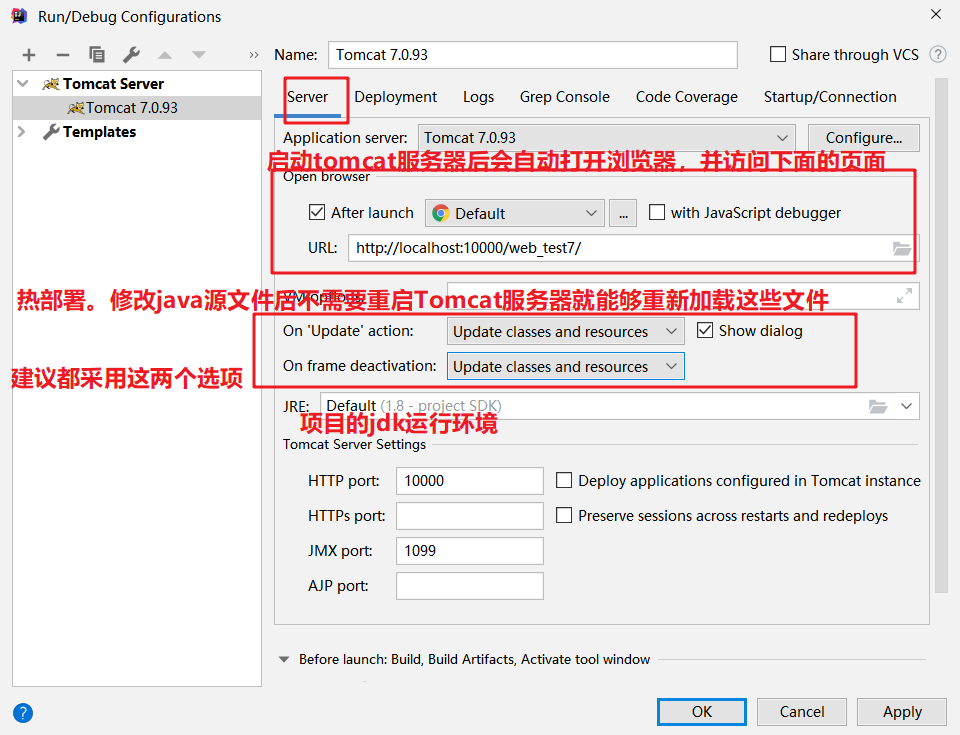 Run/Debug Configurations
Name: Tomcat 7.0.93
Share through VCS
Tomcat Server
Tomcat 7.0.93
Templates
Server Deployment Logs Grep Console Code Coverage Startup/Connection
Application server: Tomcat 7.0.93 Configure...
启动tomcat服务器后会自动打开浏览器，并访问下面的页面
Open browser
After launch Default ... with JavaScript debugger
URL: http://localhost:10000/web_test7/
热部署。修改java源文件后不需要重启Tomcat服务器就能够重新加载这些文件
On 'Update' action: Update classes and resources Show dialog
On frame deactivation: Update classes and resources
建议都采用这两个选项
JRE: Default (1.8 - project SDK)
项目的jdk运行环境
Tomcat Server Settings
HTTP port: 10000 Deploy applications configured in Tomcat instance
HTTPs port: Preserve sessions across restarts and redeploys
JMX port: 1099
AJP port:
Before launch: Build, Build Artifacts, Activate tool window
OK Cancel Apply